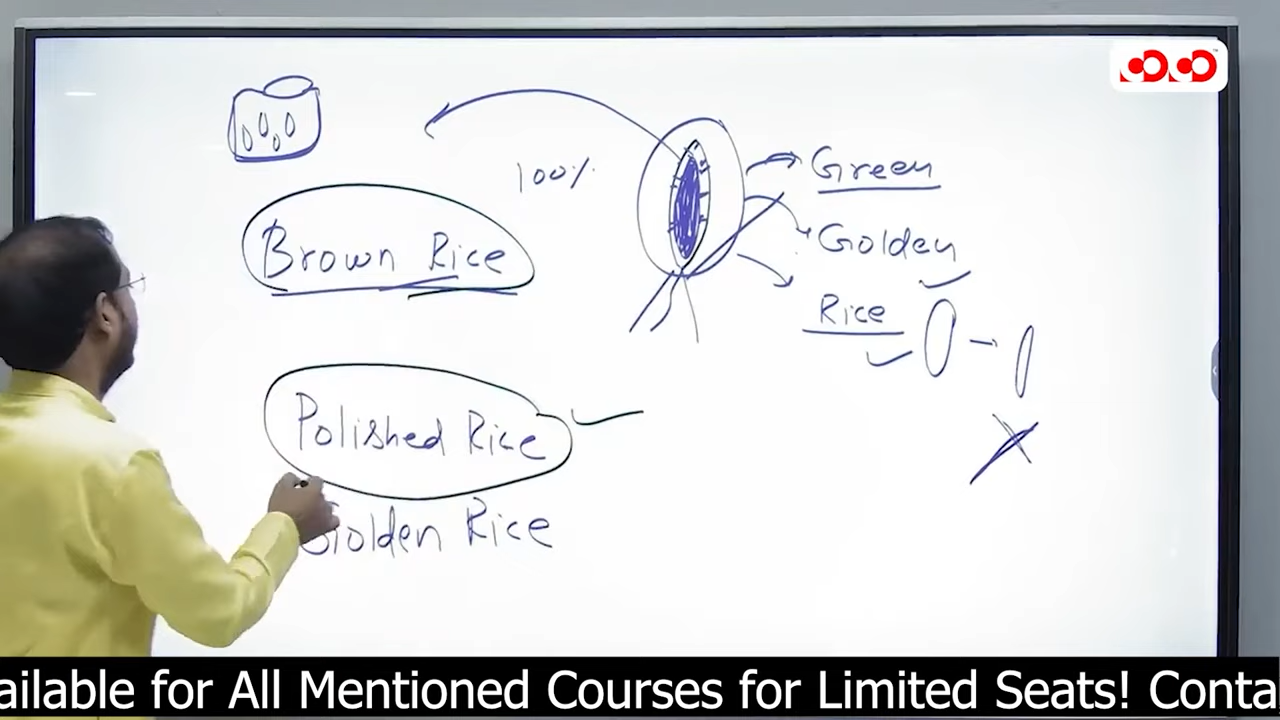 100%
Green
Golden
Brown Rice
Rice
Polished Rice
Golden Rice
ailable for All Mentioned Courses for Limited Seats! Conta